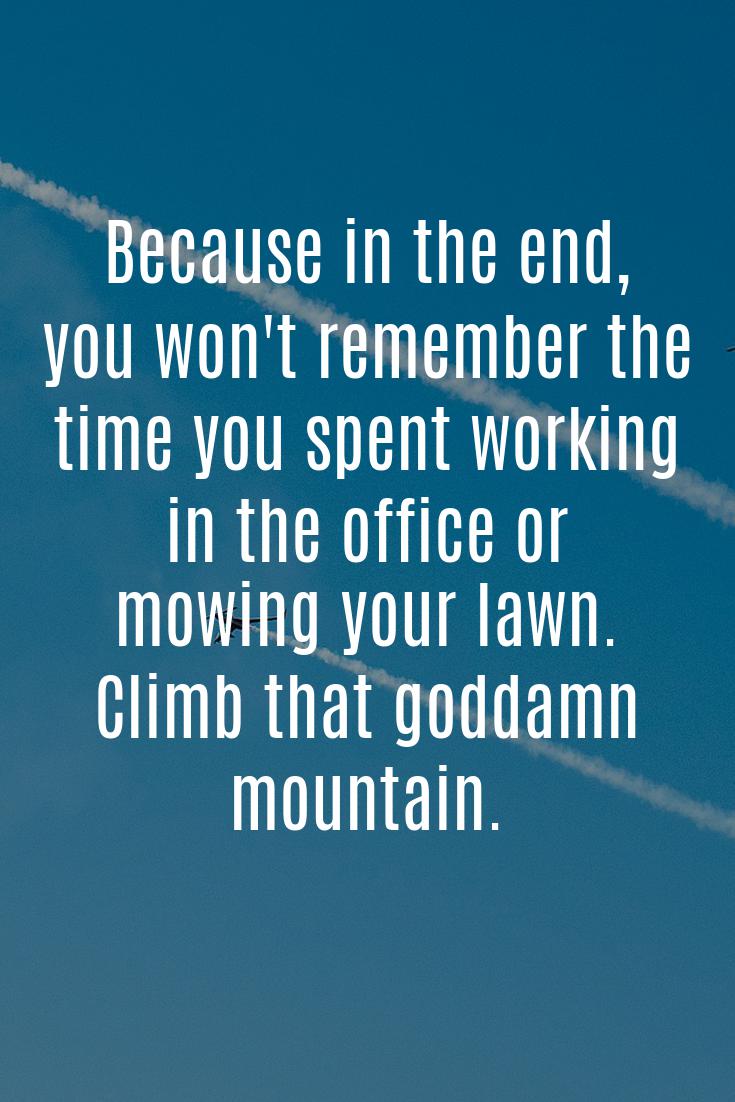 Because in the end,
you won't remember the
time you spent working
in the office or
mowing your lawn.
Climb that goddamn
mountain.